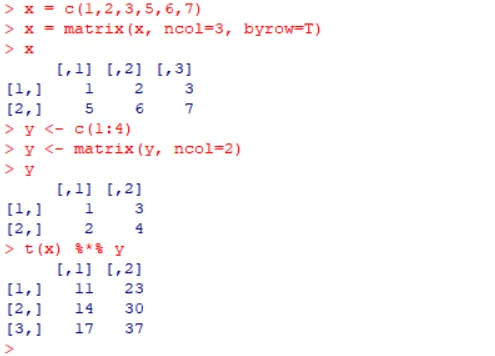 > x = c(1,2,3,5,6,7)
> x = matrix(x, ncol=3, byrow=T)
> x
     [,1] [,2] [,3]
[1,]    1    2    3
[2,]    5    6    7
> y <- c(1:4)
> y <- matrix(y, ncol=2)
> y
     [,1] [,2]
[1,]    1    3
[2,]    2    4
> t(x) %*% y
     [,1] [,2]
[1,]   11   23
[2,]   14   30
[3,]   17   37
>